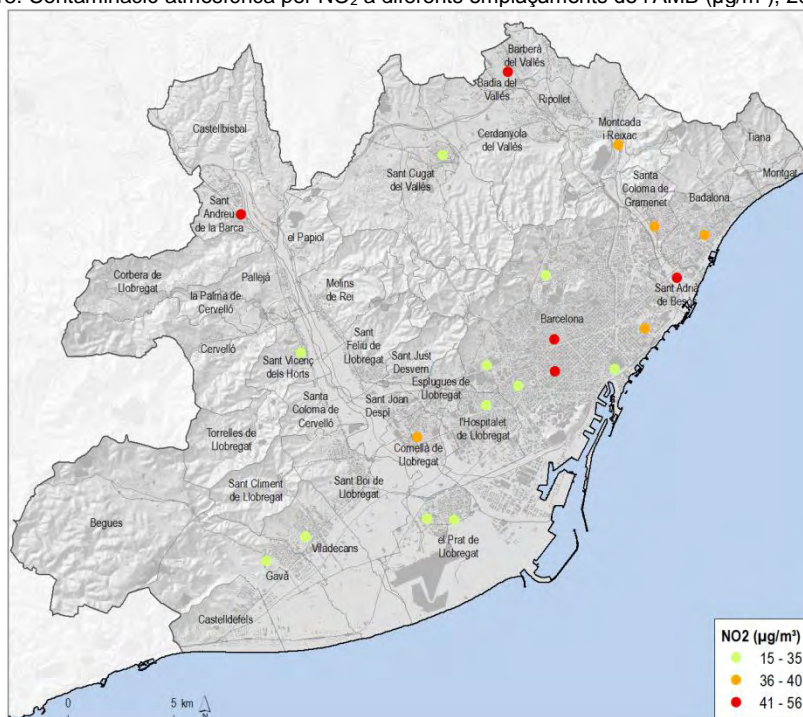 Contaminació atmosfèrica per NO₂ a diferents emplaçaments de l'AMB (µg/m³),
Barberà
del Vallés
Badia del
Vallés
Ripollet
Castellbisbal
Montcada
i Reixac
Cerdanyola
del Vallés
Tiana
Sant Cugat
del Vallés
Montgat
Santa
Coloma de
Gramenet
Badalona
Sant
Andreu
de la Barca
el Papiol
Corbera de
Llobregat
Pallejà
Molins
de Rei
Sant Adrià
de Besòs
la Palma de
Cervelló
Barcelona
Cervelló
Sant
Feliu de
Llobregat
Sant Vicenç
dels Horts
Sant Just
Desvern
Esplugues de
Llobregat
Santa
Coloma de
Cervelló
Sant Joan
Despí
l'Hospitalet
de Llobregat
Torrelles de
Llobregat
Cornellà de
Llobregat
Sant Climent
de Llobregat
Sant Boi de
Llobregat
Begues
Viladecans
el Prat de
Llobregat
Gavà
Castelldefels
NO2 (µg/m³)
15 - 35
36 - 40
41 - 56
0 5 km
N